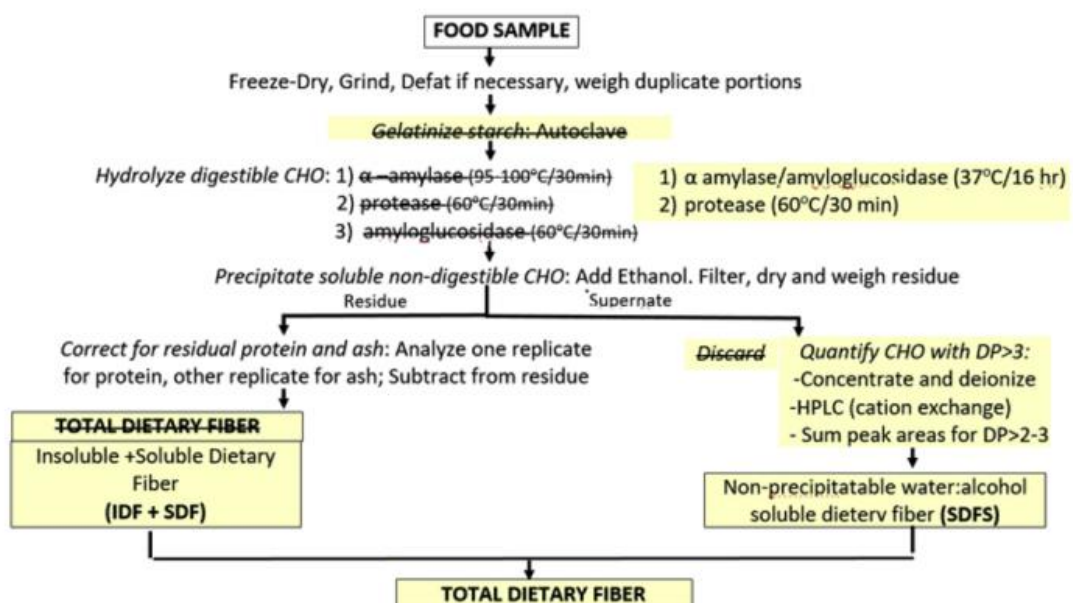 FOOD SAMPLE
Freeze-Dry, Grind, Defat if necessary, weigh duplicate portions
Gelatinize starch: Autoclave
Hydrolyze digestible CHO: 1) α –amylase (95-100°C/30min)
2) protease (60°C/30min)
3) amyloglucosidase (60°C/30min)
1) α amylase/amyloglucosidase (37°C/16 hr)
2) protease (60°C/30 min)
Precipitate soluble non-digestible CHO: Add Ethanol. Filter, dry and weigh residue
Residue
Supernate
Correct for residual protein and ash: Analyze one replicate
for protein, other replicate for ash; Subtract from residue
TOTAL DIETARY FIBER
Insoluble +Soluble Dietary
Fiber
(IDF + SDF)
Discard
Quantify CHO with DP>3:
-Concentrate and deionize
-HPLC (cation exchange)
- Sum peak areas for DP>2-3
Non-precipitatable water:alcohol
soluble dietery fiber (SDFS)
TOTAL DIETARY FIBER